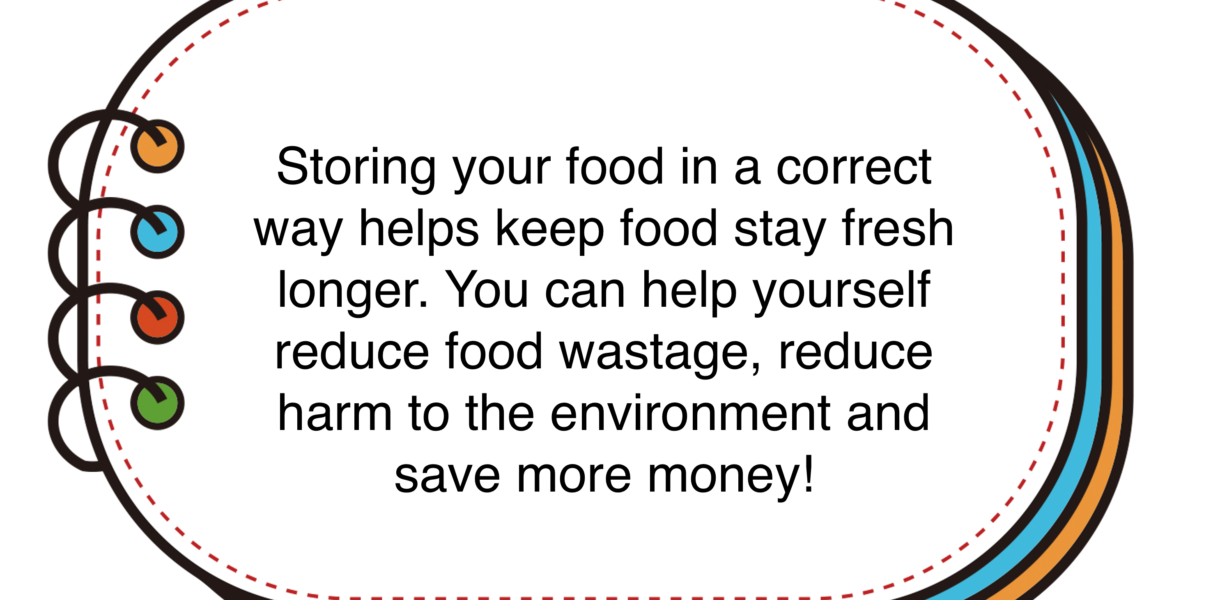 Storing your food in a correct
way helps keep food stay fresh
longer. You can help yourself
reduce food wastage, reduce
harm to the environment and
save more money!